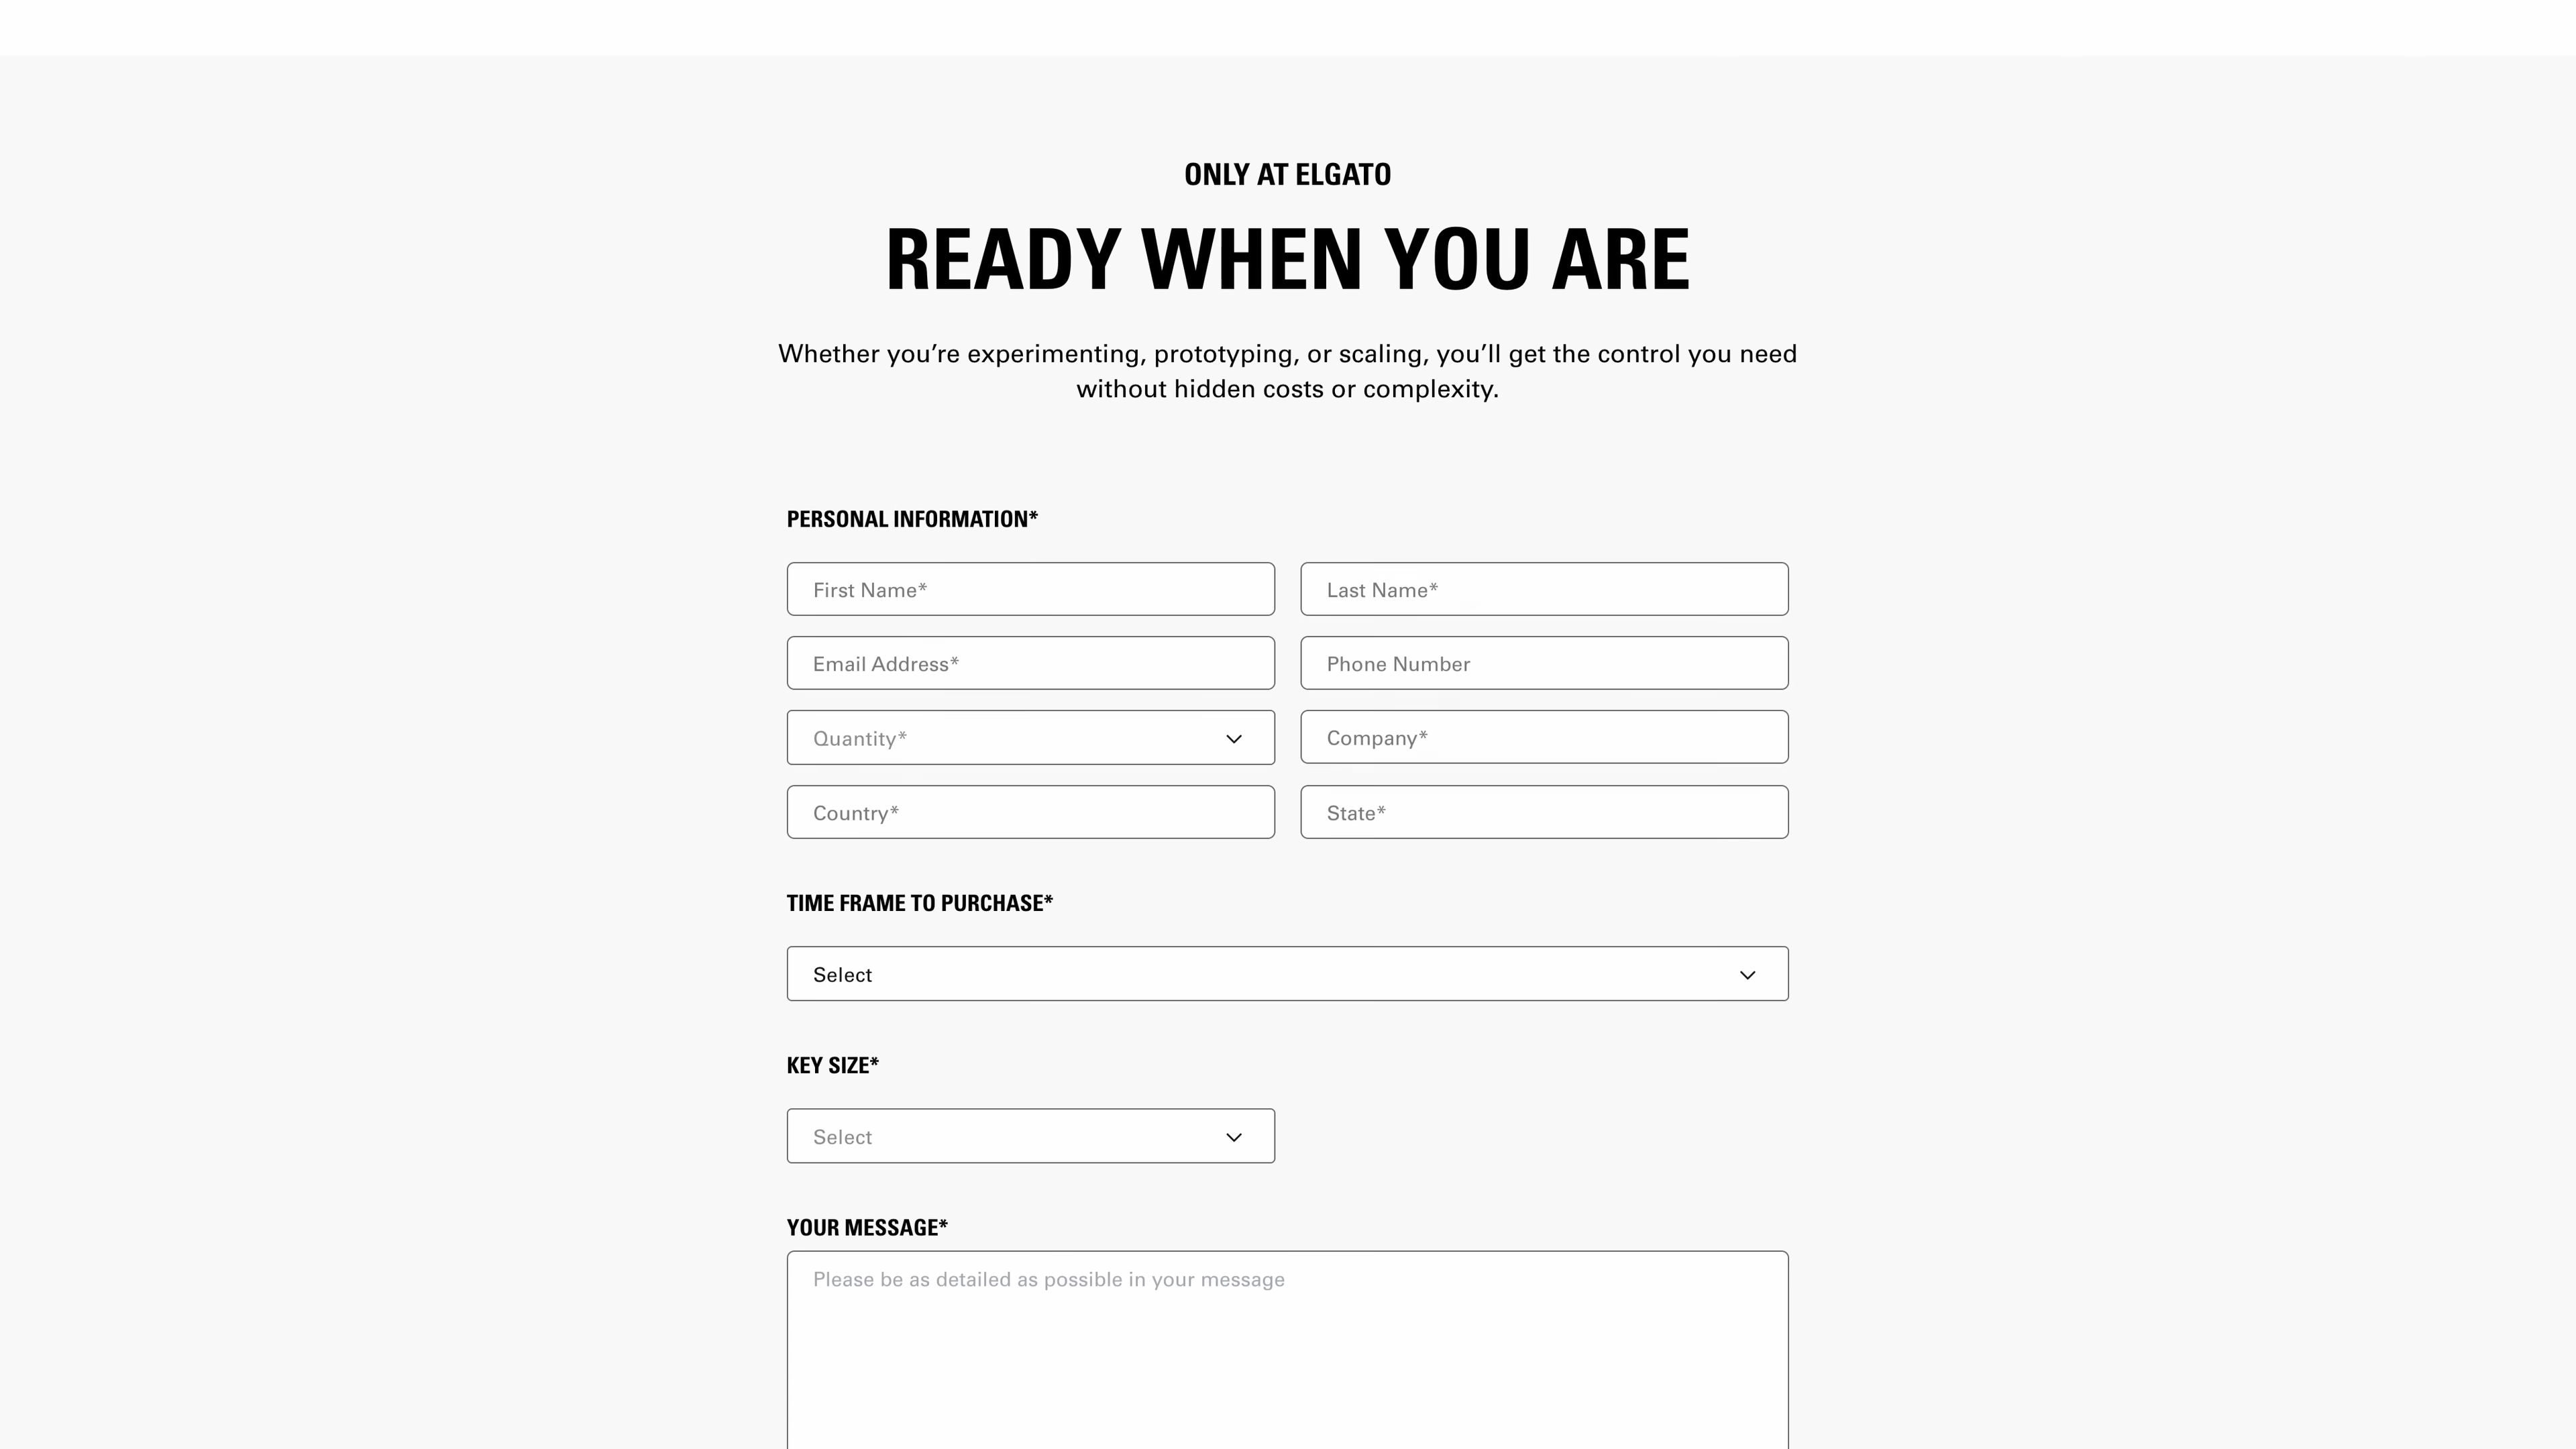 ONLY AT ELGATO
READY WHEN YOU ARE
Whether you’re experimenting, prototyping, or scaling, you’ll get the control you need
without hidden costs or complexity.
PERSONAL INFORMATION*
First Name*
Last Name*
Email Address*
Phone Number
Quantity*
Company*
Country*
State*
TIME FRAME TO PURCHASE*
Select
KEY SIZE*
Select
YOUR MESSAGE*
Please be as detailed as possible in your message